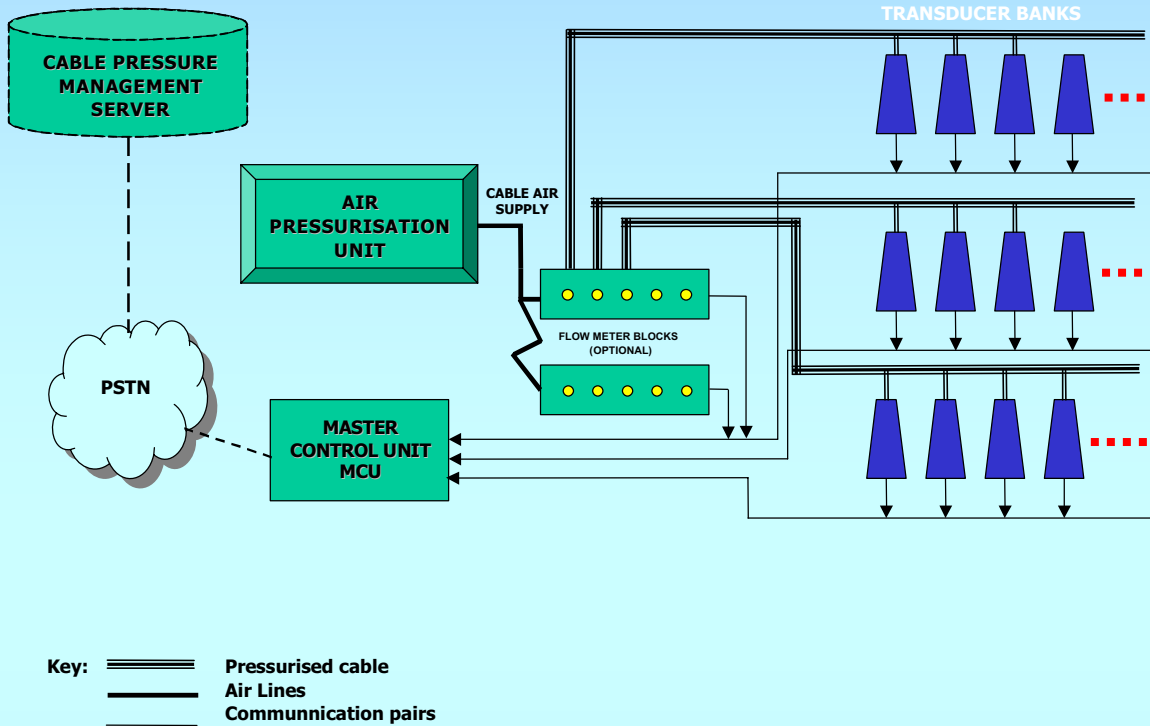 TRANSDUCER BANKS
CABLE PRESSURE
MANAGEMENT
SERVER
AIR
PRESSURISATION
UNIT
CABLE AIR
SUPPLY
FLOW METER BLOCKS
(OPTIONAL)
PSTN
MASTER
CONTROL UNIT
MCU
Key:
Pressurised cable
Air Lines
Communnication pairs